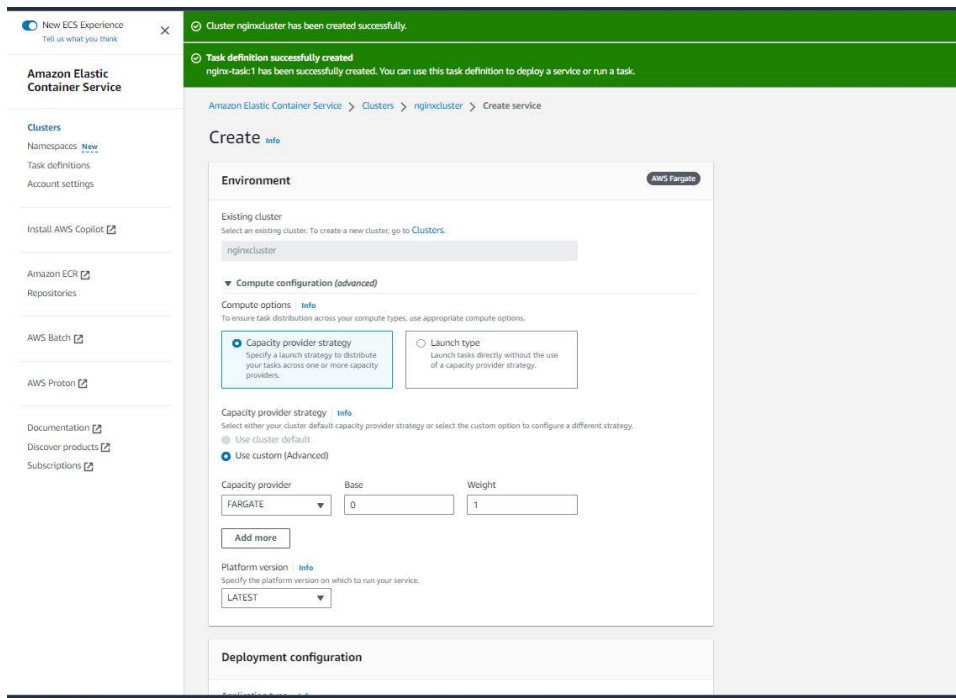 New ECS Experience
Tell us what you think
Amazon Elastic
Container Service
Clusters
Namespaces New
Task definitions
Account settings
Install AWS Copilot
Amazon ECR
Repositories
AWS Batch
AWS Proton
Documentation
Discover products
Subscriptions
Cluster nginxcluster has been created successfully.
Task definition successfully created
nginx-task:1 has been successfully created. You can use this task definition to deploy a service or run a task.
Amazon Elastic Container Service > Clusters > nginxcluster > Create service
Create Info
Environment
AWS Fargate
Existing cluster
Select an existing cluster. To create a new cluster, go to Clusters.
nginxcluster
Compute configuration (advanced)
Compute options Info
To ensure task distribution across your compute types, use appropriate compute options.
Capacity provider strategy
Specify a launch strategy to distribute
your tasks across one or more capacity
providers.
Launch type
Launch tasks directly without the use
of a capacity provider strategy.
Capacity provider strategy Info
Select either your cluster default capacity provider strategy or select the custom option to configure a different strategy.
Use cluster default
Use custom (Advanced)
Capacity provider Base Weight
FARGATE 0 1
Add more
Platform version Info
Specify the platform version on which to run your service.
LATEST
Deployment configuration